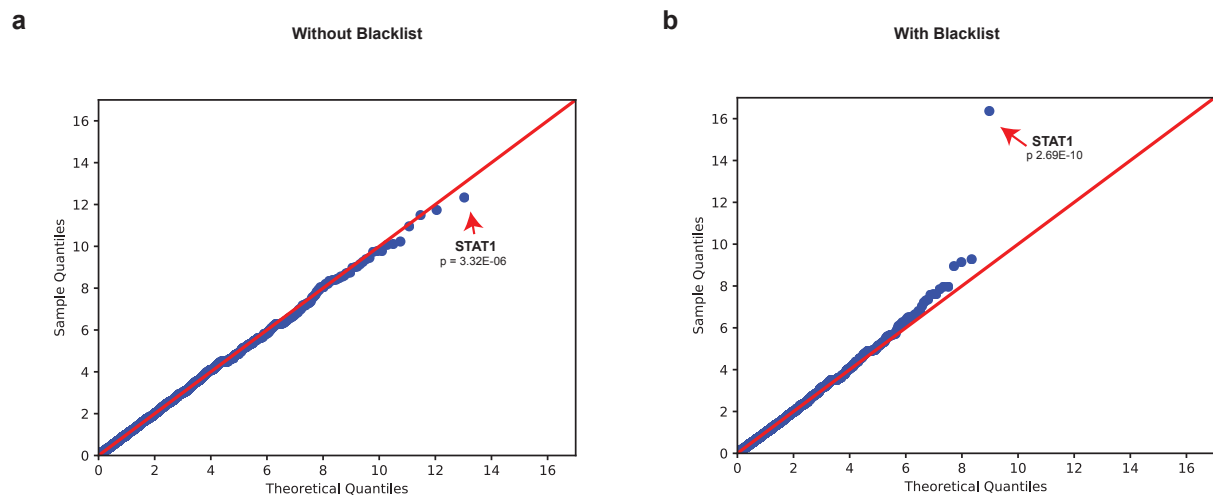 a
Without Blacklist
16
14
12
10
8
6
4
2
0
Sample Quantiles
STAT1
p = 3.32E-06
0 2 4 6 8 10 12 14 16
Theoretical Quantiles
b
With Blacklist
16
14
12
10
8
6
4
2
0
Sample Quantiles
STAT1
p 2.69E-10
0 2 4 6 8 10 12 14 16
Theoretical Quantiles